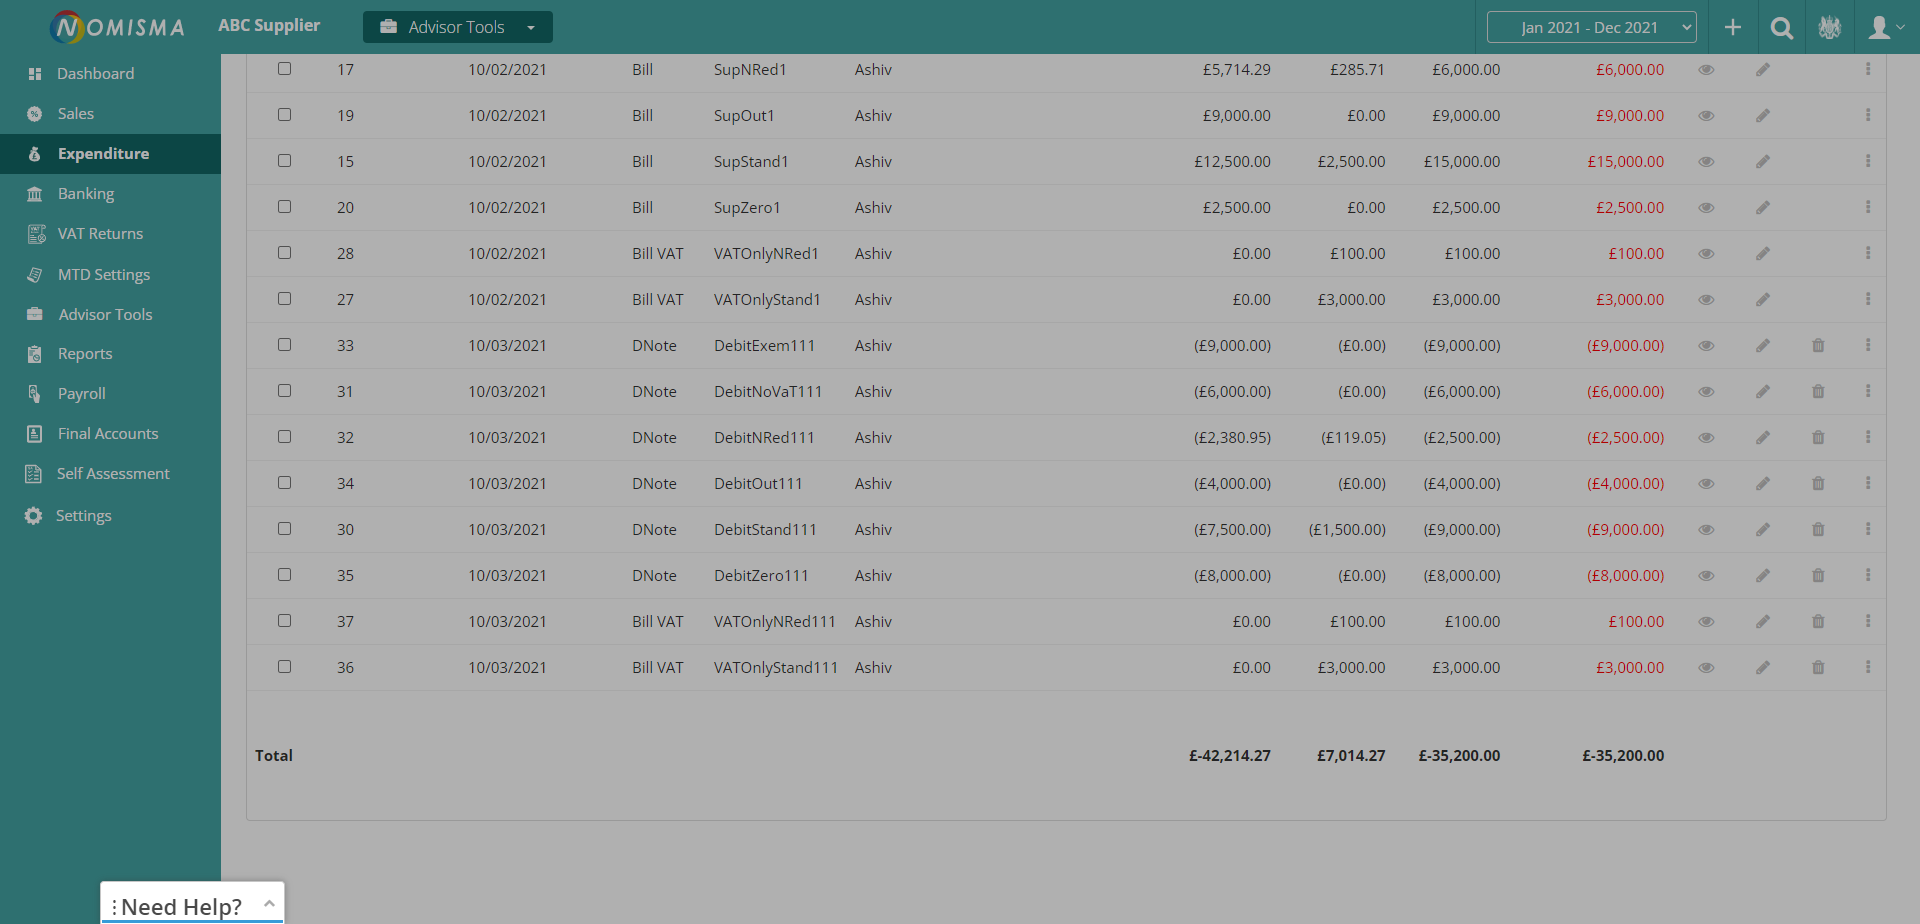 NOMISMA ABC Supplier Advisor Tools Jan 2021 - Dec 2021
Dashboard
Sales
Expenditure
Banking
VAT Returns
MTD Settings
Advisor Tools
Reports
Payroll
Final Accounts
Self Assessment
Settings
17 10/02/2021 Bill SupNRed1 Ashiv £5,714.29 £285.71 £6,000.00 £6,000.00
19 10/02/2021 Bill SupOut1 Ashiv £9,000.00 £0.00 £9,000.00 £9,000.00
15 10/02/2021 Bill SupStand1 Ashiv £12,500.00 £2,500.00 £15,000.00 £15,000.00
20 10/02/2021 Bill SupZero1 Ashiv £2,500.00 £0.00 £2,500.00 £2,500.00
28 10/02/2021 Bill VAT VATOnlyNRed1 Ashiv £0.00 £100.00 £100.00 £100.00
27 10/02/2021 Bill VAT VATOnlyStand1 Ashiv £0.00 £3,000.00 £3,000.00 £3,000.00
33 10/03/2021 DNote DebitExem111 Ashiv (£9,000.00) (£0.00) (£9,000.00) (£9,000.00)
31 10/03/2021 DNote DebitNoVaT111 Ashiv (£6,000.00) (£0.00) (£6,000.00) (£6,000.00)
32 10/03/2021 DNote DebitNRed111 Ashiv (£2,380.95) (£119.05) (£2,500.00) (£2,500.00)
34 10/03/2021 DNote DebitOut111 Ashiv (£4,000.00) (£0.00) (£4,000.00) (£4,000.00)
30 10/03/2021 DNote DebitStand111 Ashiv (£7,500.00) (£1,500.00) (£9,000.00) (£9,000.00)
35 10/03/2021 DNote DebitZero111 Ashiv (£8,000.00) (£0.00) (£8,000.00) (£8,000.00)
37 10/03/2021 Bill VAT VATOnlyNRed111 Ashiv £0.00 £100.00 £100.00 £100.00
36 10/03/2021 Bill VAT VATOnlyStand111 Ashiv £0.00 £3,000.00 £3,000.00 £3,000.00
Total £-42,214.27 £7,014.27 £-35,200.00 £-35,200.00
Need Help?